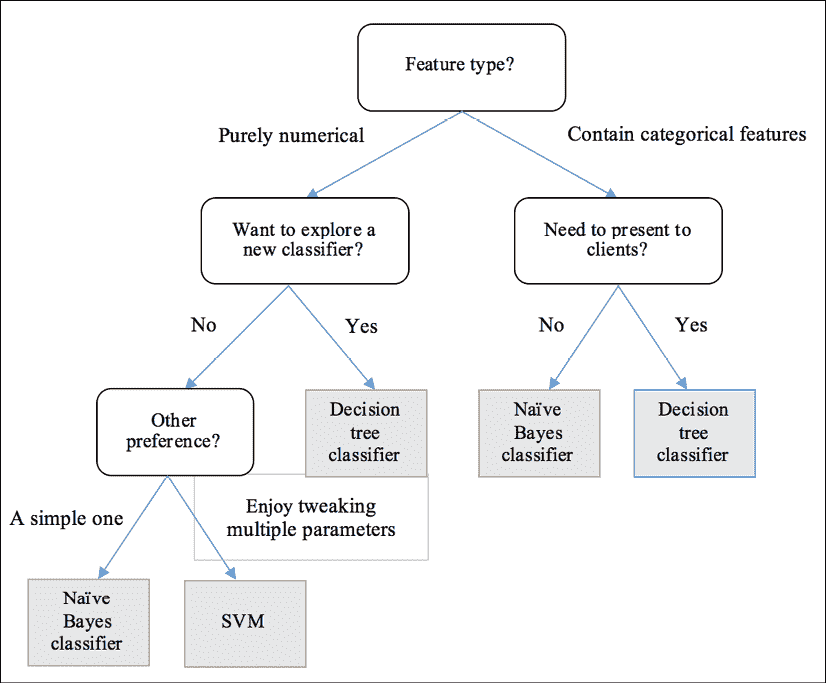 Feature type?
Purely numerical
Contain categorical features
Want to explore a
new classifier?
Need to present to
clients?
No
Yes
No
Yes
Other
preference?
Decision
tree
classifier
Naïve
Bayes
classifier
Decision
tree
classifier
A simple one
Enjoy tweaking
multiple parameters
Naïve
Bayes
classifier
SVM